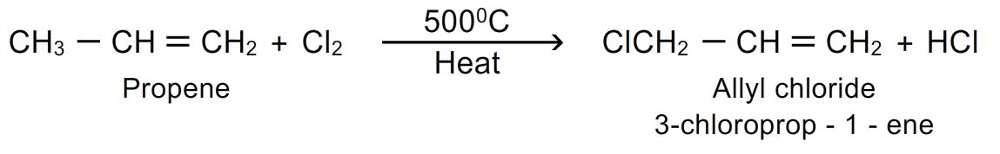 CH₃ — CH = CH₂ + Cl₂ 500⁰C Heat ClCH₂ — CH = CH₂ + HCl
Propene Allyl chloride
3-chloroprop - 1 - ene